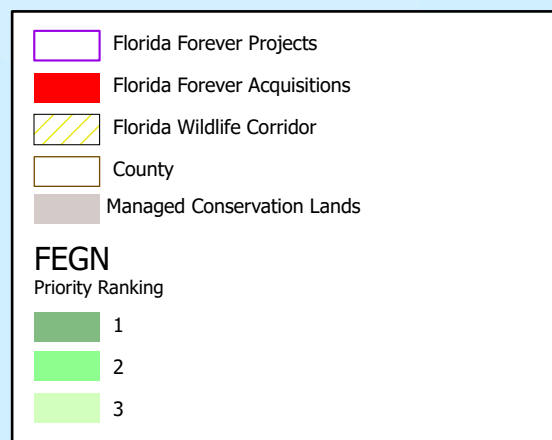 Florida Forever Projects
Florida Forever Acquisitions
Florida Wildlife Corridor
County
Managed Conservation Lands
FEGN
Priority Ranking
1
2
3